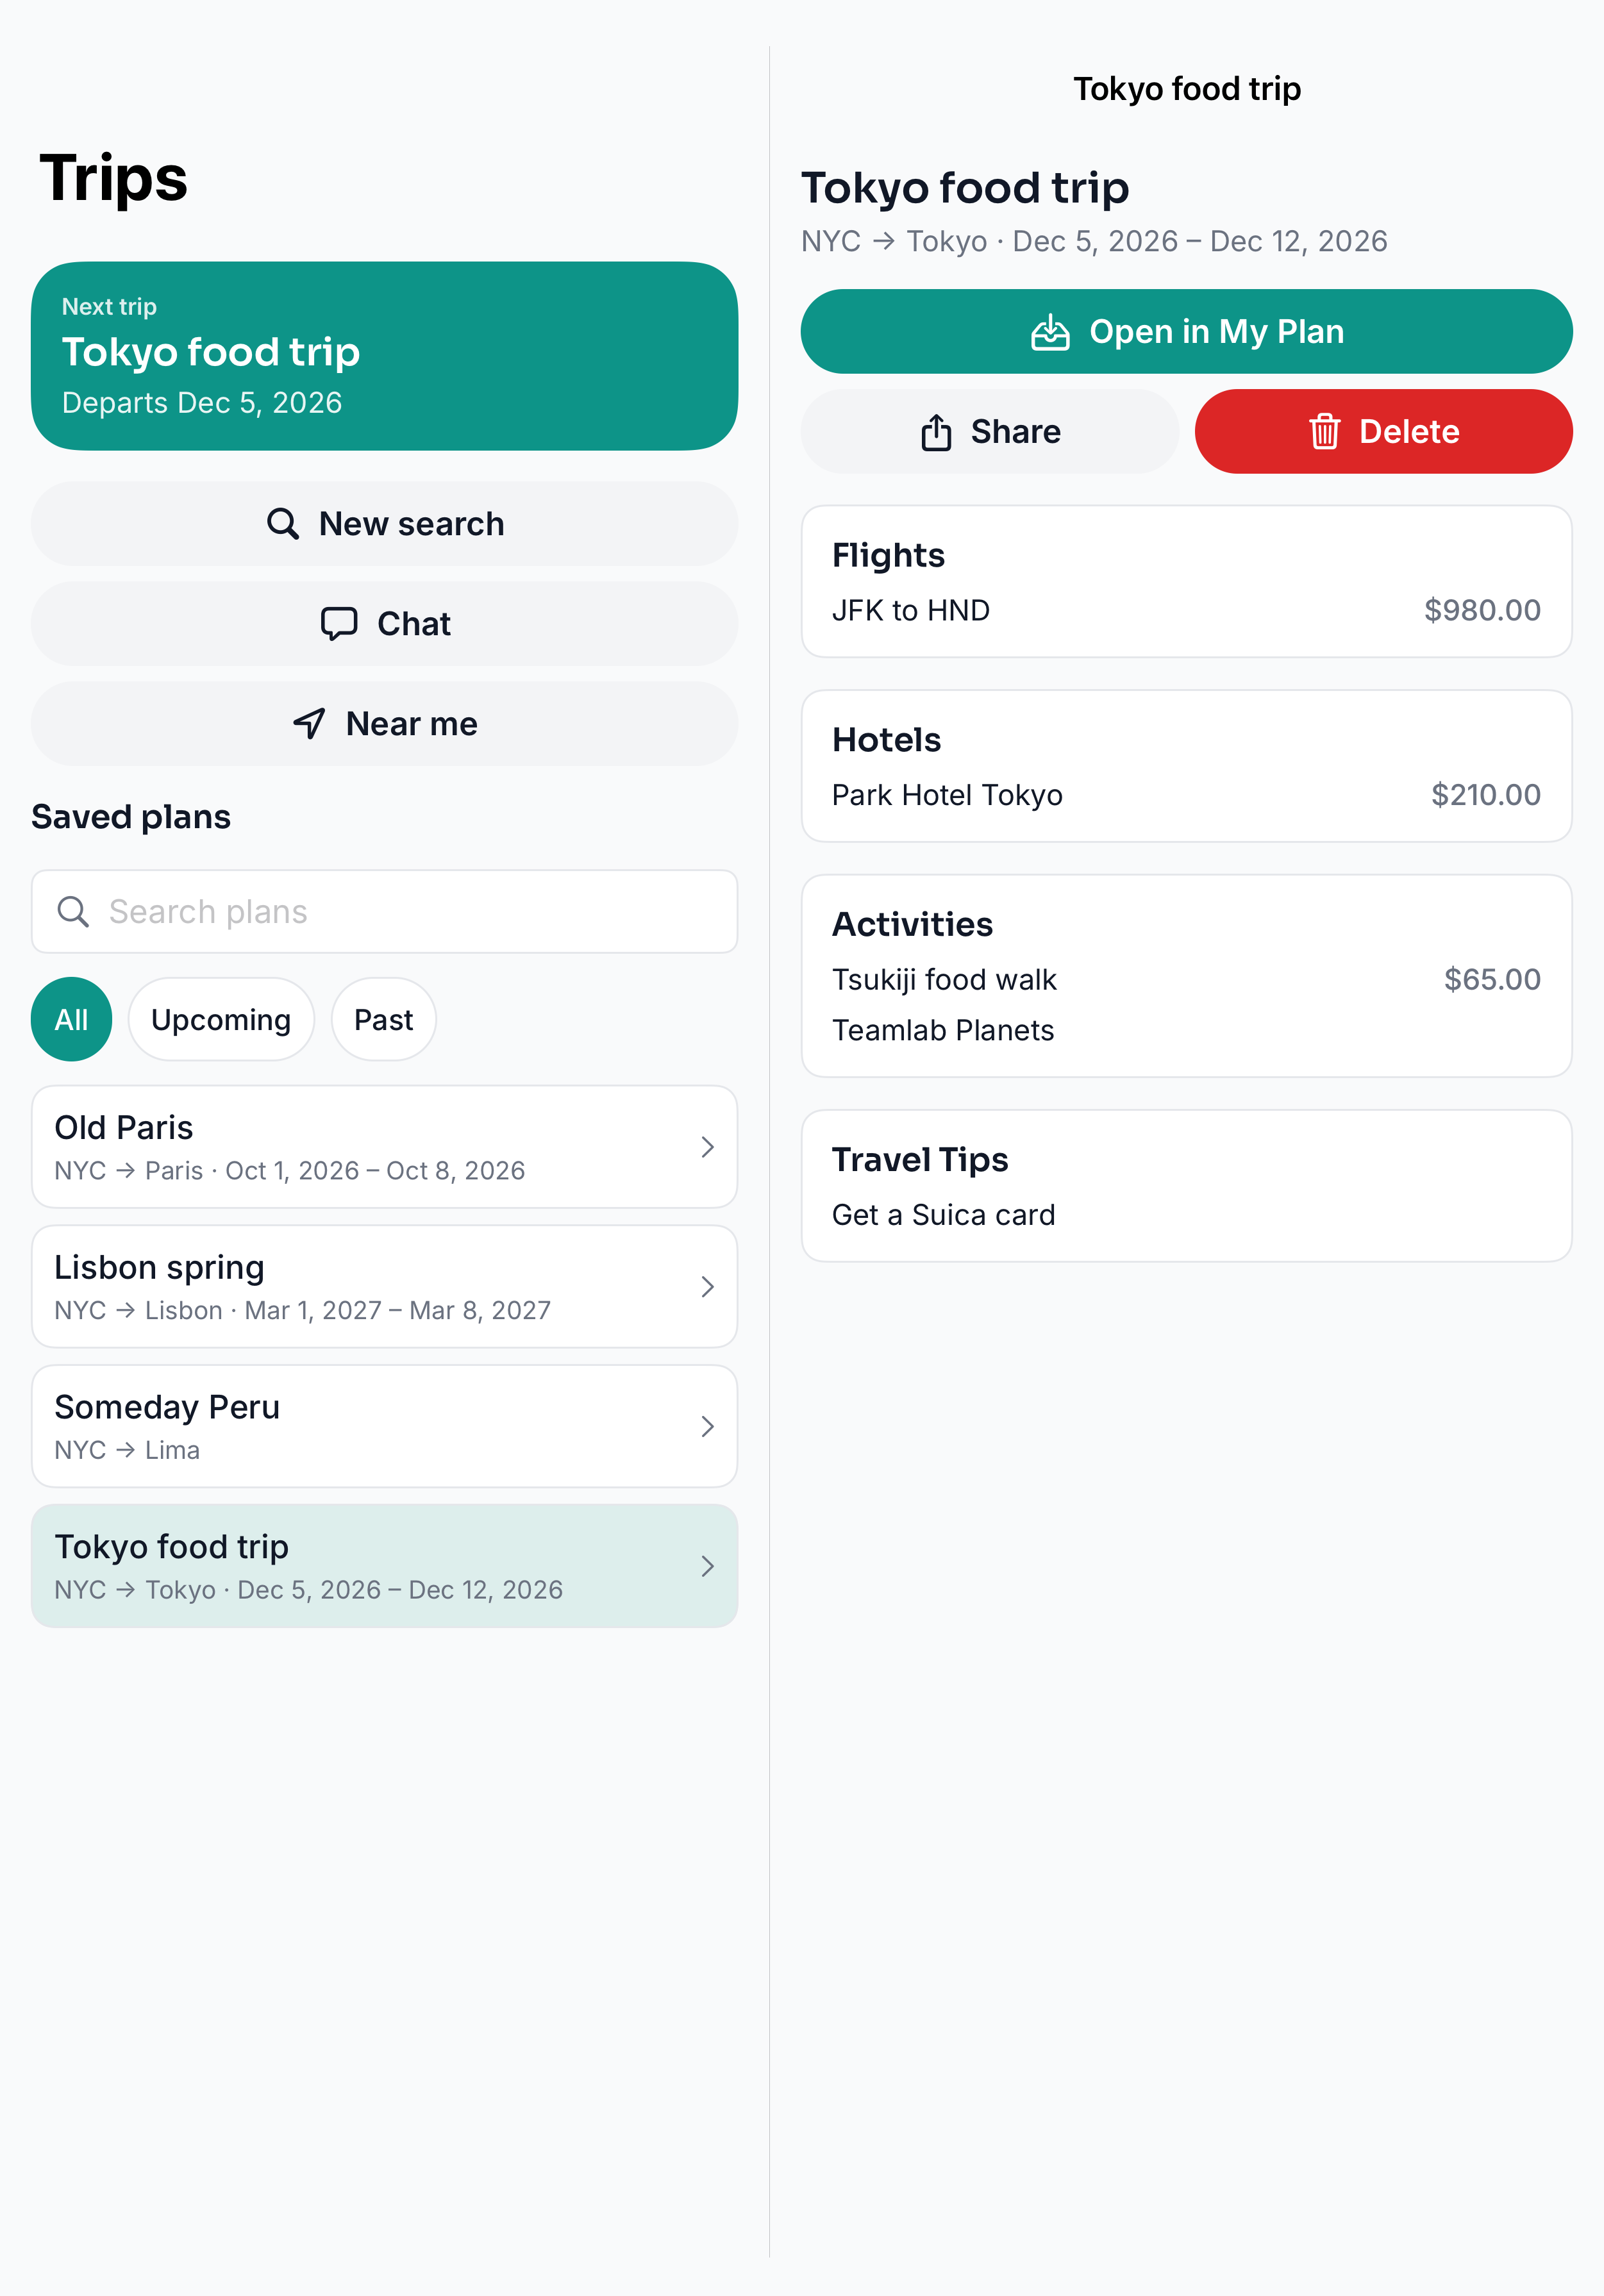 Trips
Next trip
Tokyo food trip
Departs Dec 5, 2026
New search
Chat
Near me
Saved plans
Search plans
All
Upcoming
Past
Old Paris
NYC → Paris · Oct 1, 2026 – Oct 8, 2026
Lisbon spring
NYC → Lisbon · Mar 1, 2027 – Mar 8, 2027
Someday Peru
NYC → Lima
Tokyo food trip
NYC → Tokyo · Dec 5, 2026 – Dec 12, 2026
Tokyo food trip
Tokyo food trip
NYC → Tokyo · Dec 5, 2026 – Dec 12, 2026
Open in My Plan
Share
Delete
Flights
JFK to HND $980.00
Hotels
Park Hotel Tokyo $210.00
Activities
Tsukiji food walk $65.00
Teamlab Planets
Travel Tips
Get a Suica card